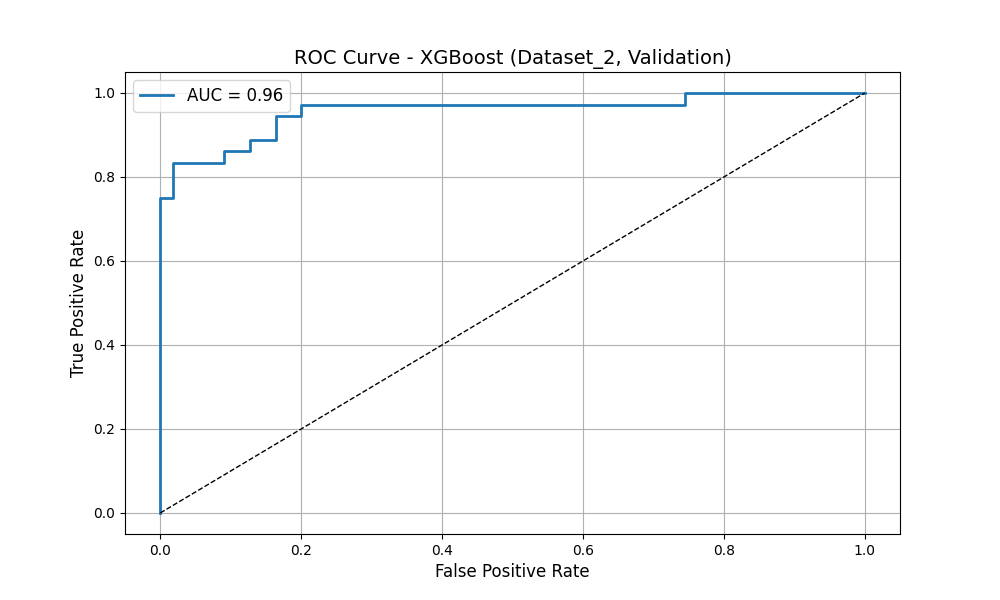 ROC Curve - XGBoost (Dataset_2, Validation)
AUC = 0.96
True Positive Rate
1.0
0.8
0.6
0.4
0.2
0.0
0.0 0.2 0.4 0.6 0.8 1.0
False Positive Rate